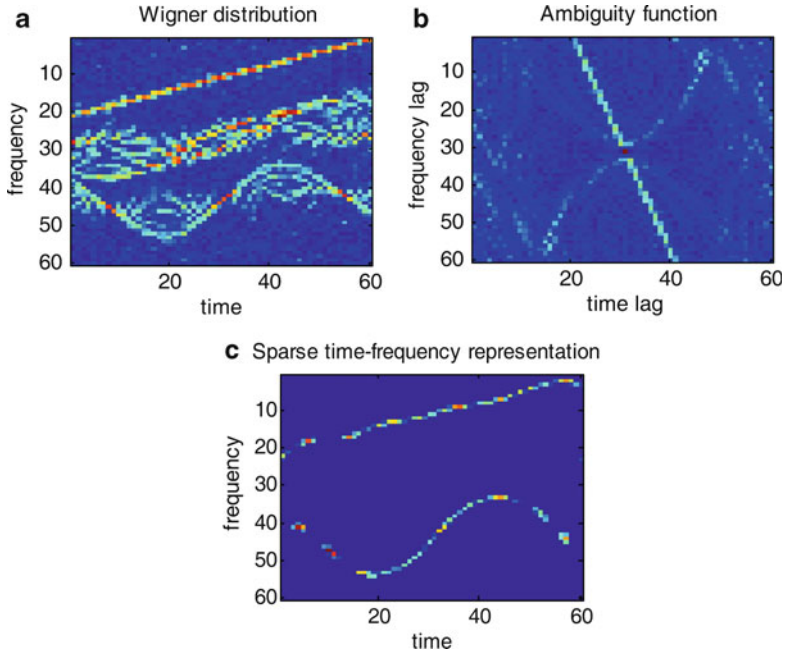 a Wigner distribution
frequency
10
20
30
40
50
60
20 40 60
time
b Ambiguity function
frequency lag
10
20
30
40
50
60
20 40 60
time lag
c Sparse time-frequency representation
frequency
10
20
30
40
50
60
20 40 60
time